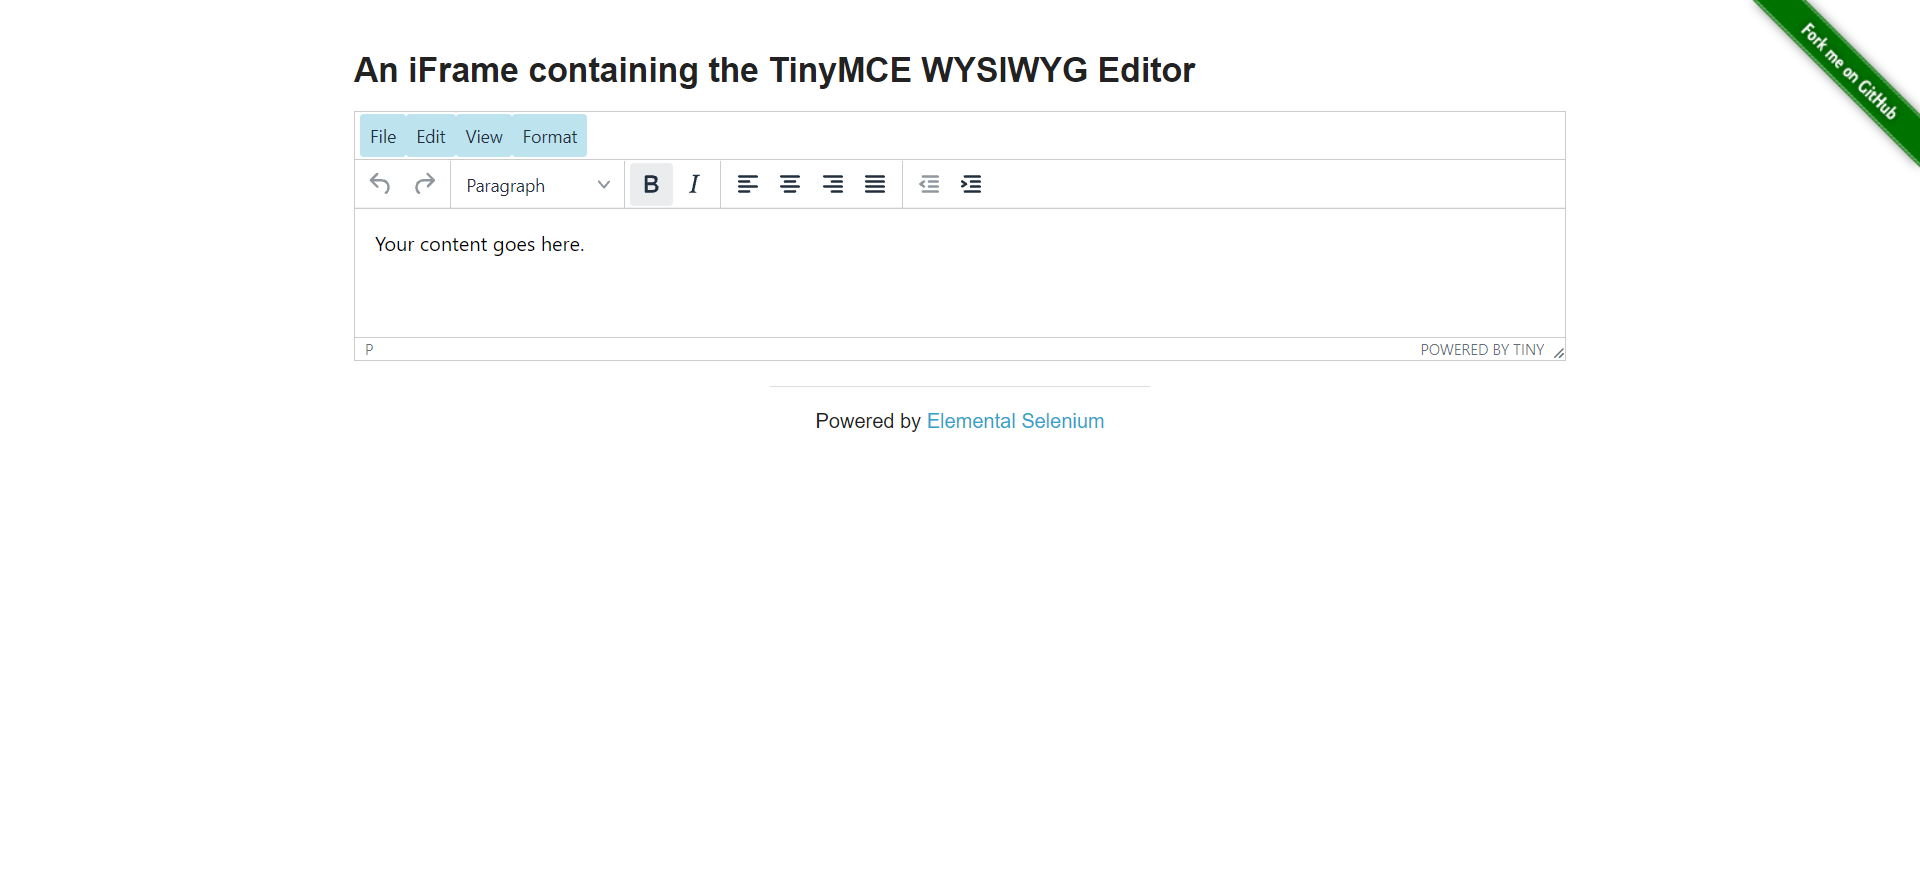 Fork me on GitHub
An iFrame containing the TinyMCE WYSIWYG Editor
File Edit View Format
Paragraph B I
Your content goes here.
P POWERED BY TINY
Powered by Elemental Selenium